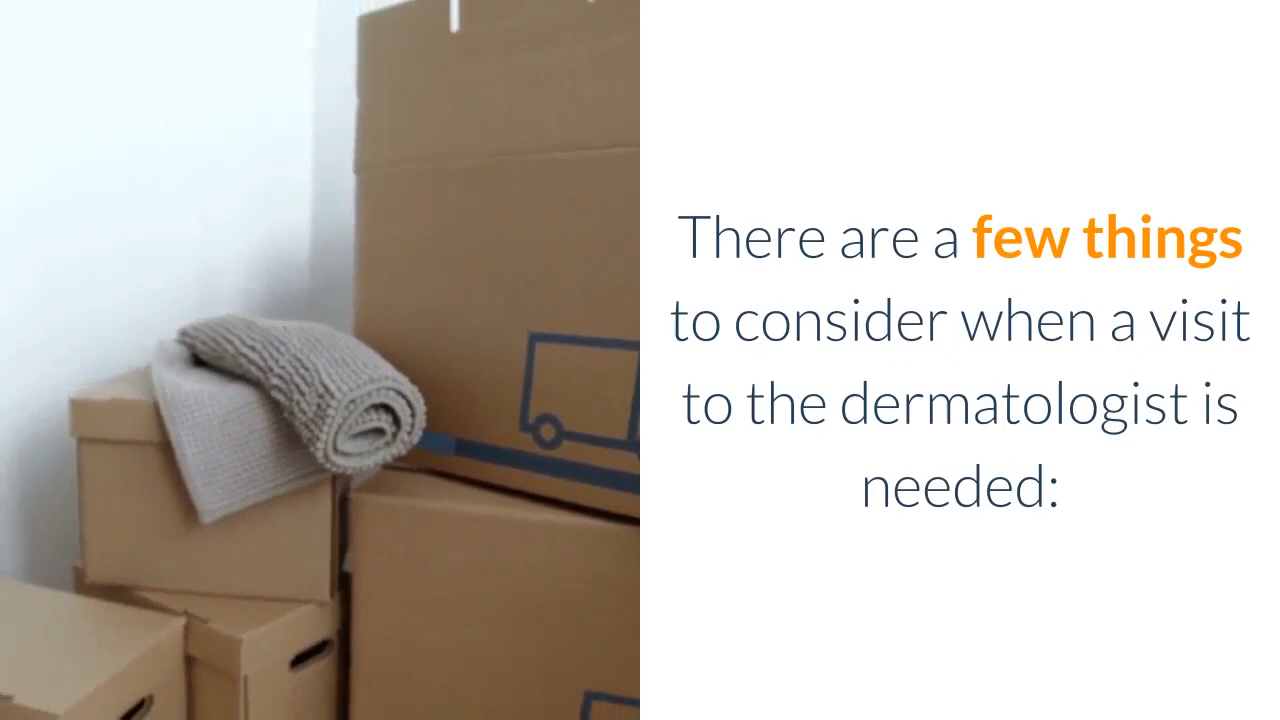 There are a few things
to consider when a visit
to the dermatologist is
needed: